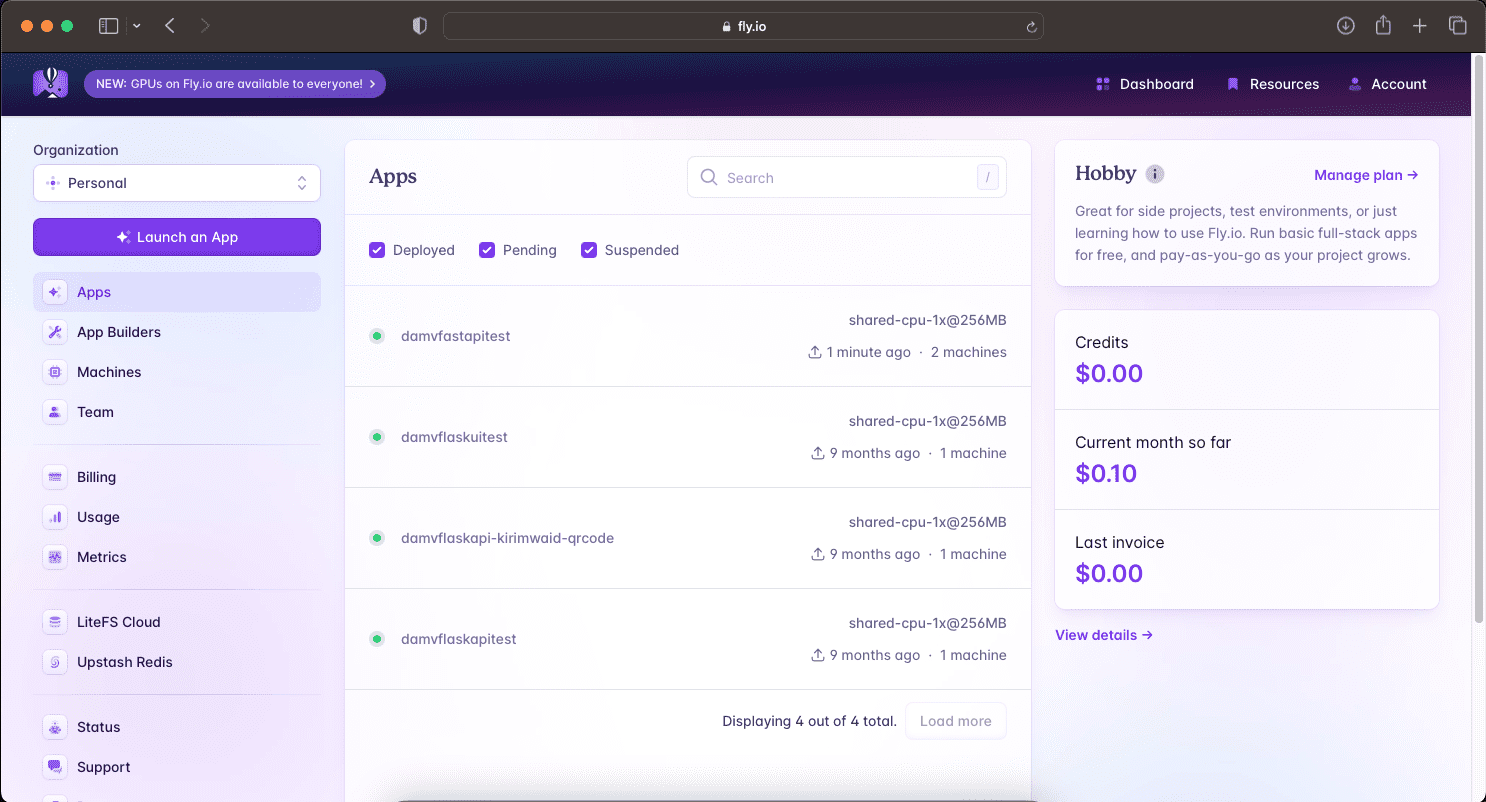 fly.io
NEW: GPUs on Fly.io are available to everyone!
Dashboard
Resources
Account
Organization
Personal
Launch an App
Apps
App Builders
Machines
Team
Billing
Usage
Metrics
LiteFS Cloud
Upstash Redis
Status
Support
Apps
Search
/
Deployed
Pending
Suspended
damvfastapitest
shared-cpu-1x@256MB
1 minute ago · 2 machines
damvflaskuitest
shared-cpu-1x@256MB
9 months ago · 1 machine
damvflaskapi-kirimwaid-qrcode
shared-cpu-1x@256MB
9 months ago · 1 machine
damvflaskapitest
shared-cpu-1x@256MB
9 months ago · 1 machine
Displaying 4 out of 4 total.
Load more
Hobby
Manage plan →
Great for side projects, test environments, or just
learning how to use Fly.io. Run basic full-stack apps
for free, and pay-as-you-go as your project grows.
Credits
$0.00
Current month so far
$0.10
Last invoice
$0.00
View details →